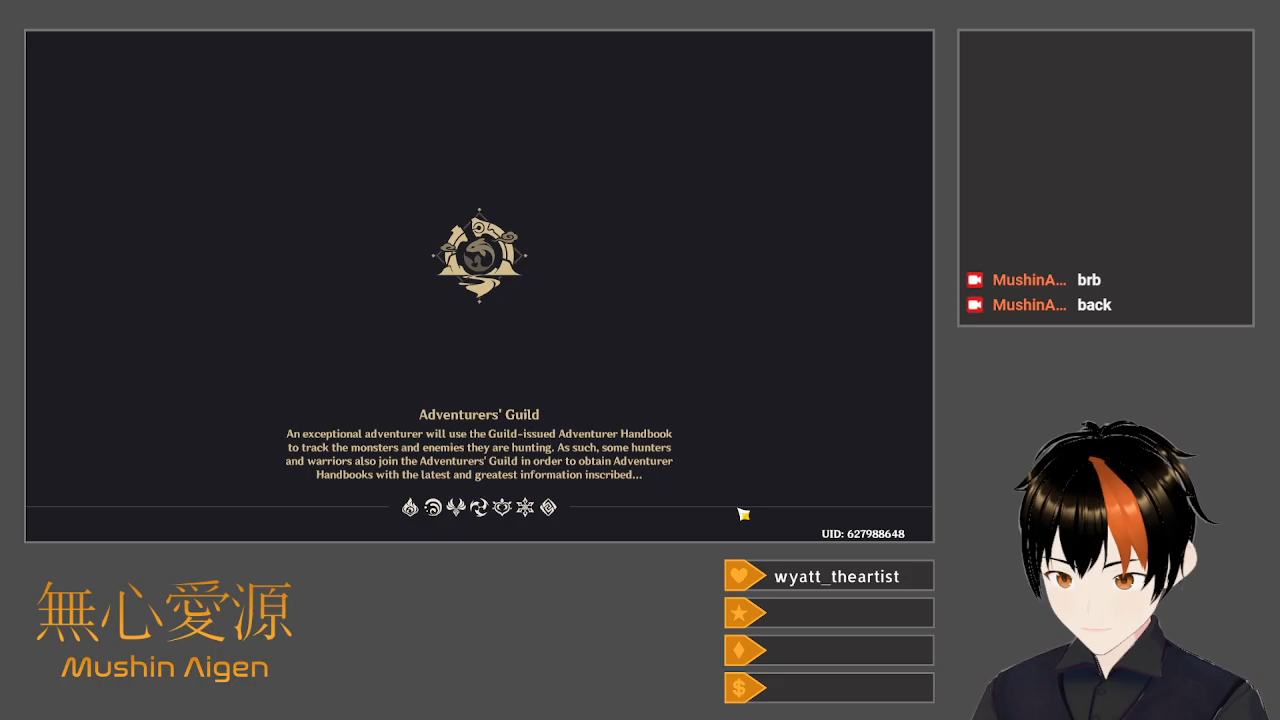 Adventurers' Guild
An exceptional adventurer will use the Guild-issued Adventurer Handbook
to track the monsters and enemies they are hunting. As such, some hunters
and warriors also join the Adventurers' Guild in order to obtain Adventurer
Handbooks with the latest and greatest information inscribed...
UID: 627988648
MushinA... brb
MushinA... back
wyatt_theartist
無心愛源
Mushin Aigen